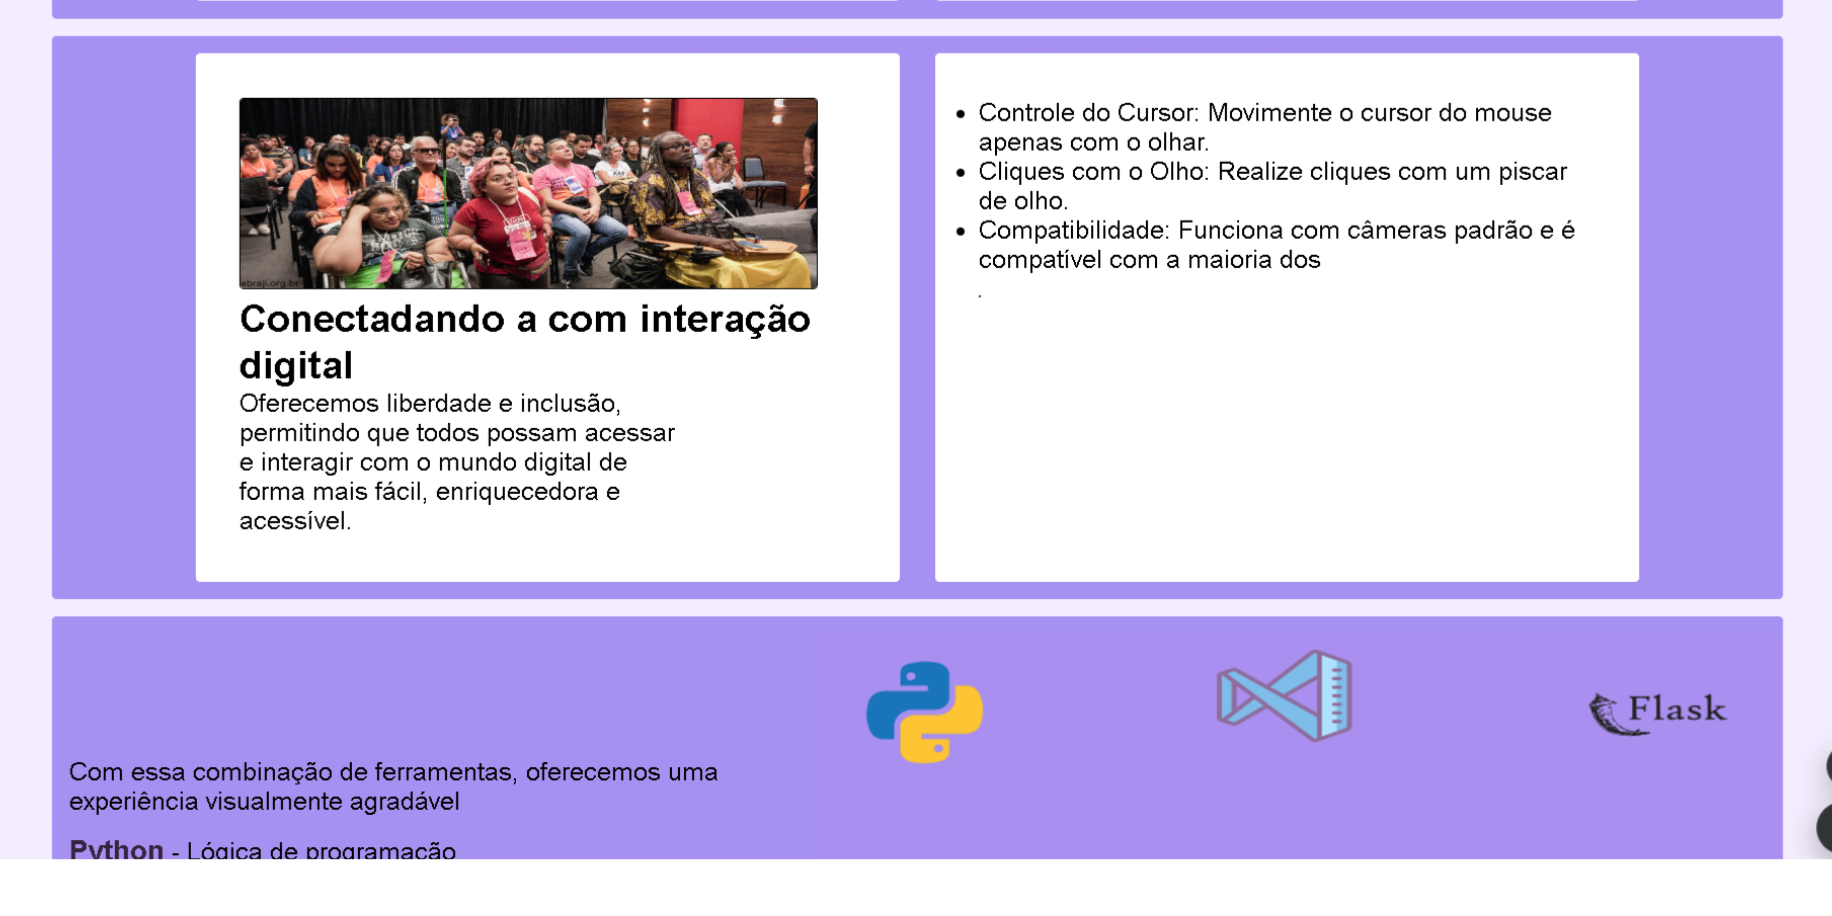 abraji.org.br
Conectadando a com interação
digital
Oferecemos liberdade e inclusão,
permitindo que todos possam acessar
e interagir com o mundo digital de
forma mais fácil, enriquecedora e
acessível.
• Controle do Cursor: Movimente o cursor do mouse
apenas com o olhar.
• Cliques com o Olho: Realize cliques com um piscar
de olho.
• Compatibilidade: Funciona com câmeras padrão e é
compatível com a maioria dos
.
Flask
Com essa combinação de ferramentas, oferecemos uma
experiência visualmente agradável
Python - Lógica de programação